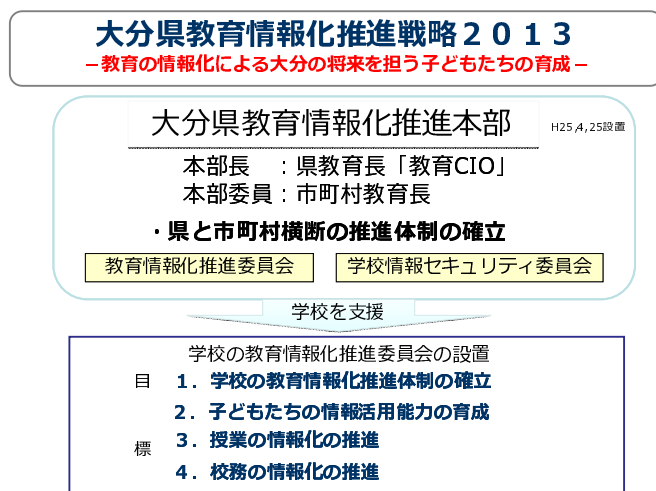 大分県教育情報化推進戦略２０１３
－教育の情報化による大分の将来を担う子どもたちの育成－
大分県教育情報化推進本部
H25,4,25設置
本部長　：県教育長「教育CIO」
本部委員：市町村教育長
・県と市町村横断の推進体制の確立
教育情報化推進委員会
学校情報セキュリティ委員会
学校を支援
学校の教育情報化推進委員会の設置
目標
１．学校の教育情報化推進体制の確立
２．子どもたちの情報活用能力の育成
３．授業の情報化の推進
４．校務の情報化の推進